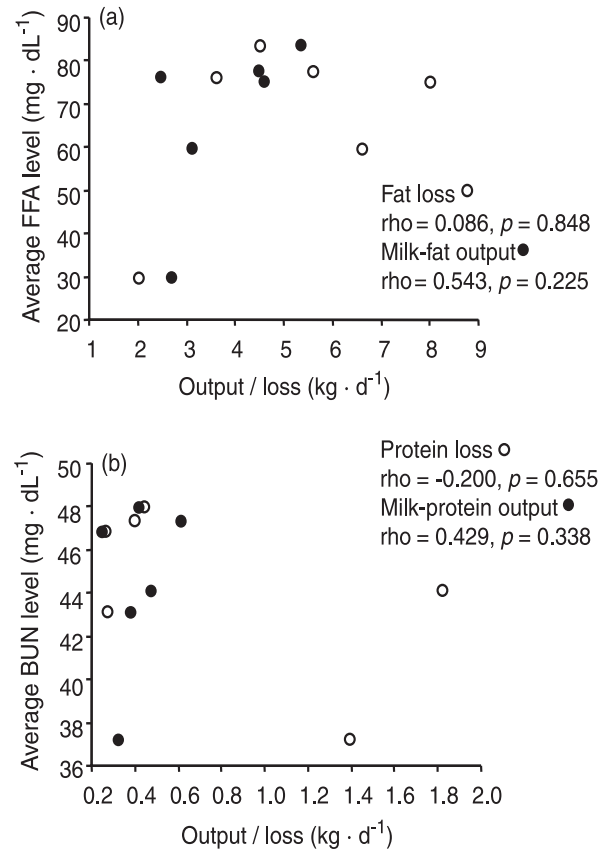 (a)
Average FFA level (mg · dL⁻¹)
90
80
70
60
50
40
30
20
Fat loss
rho = 0.086, p = 0.848
Milk-fat output
rho = 0.543, p = 0.225
1 2 3 4 5 6 7 8 9
Output / loss (kg · d⁻¹)
(b)
Protein loss
rho = -0.200, p = 0.655
Milk-protein output
rho = 0.429, p = 0.338
Average BUN level (mg · dL⁻¹)
50
48
46
44
42
40
38
36
0.2 0.4 0.6 0.8 1.0 1.2 1.4 1.6 1.8 2.0
Output / loss (kg · d⁻¹)